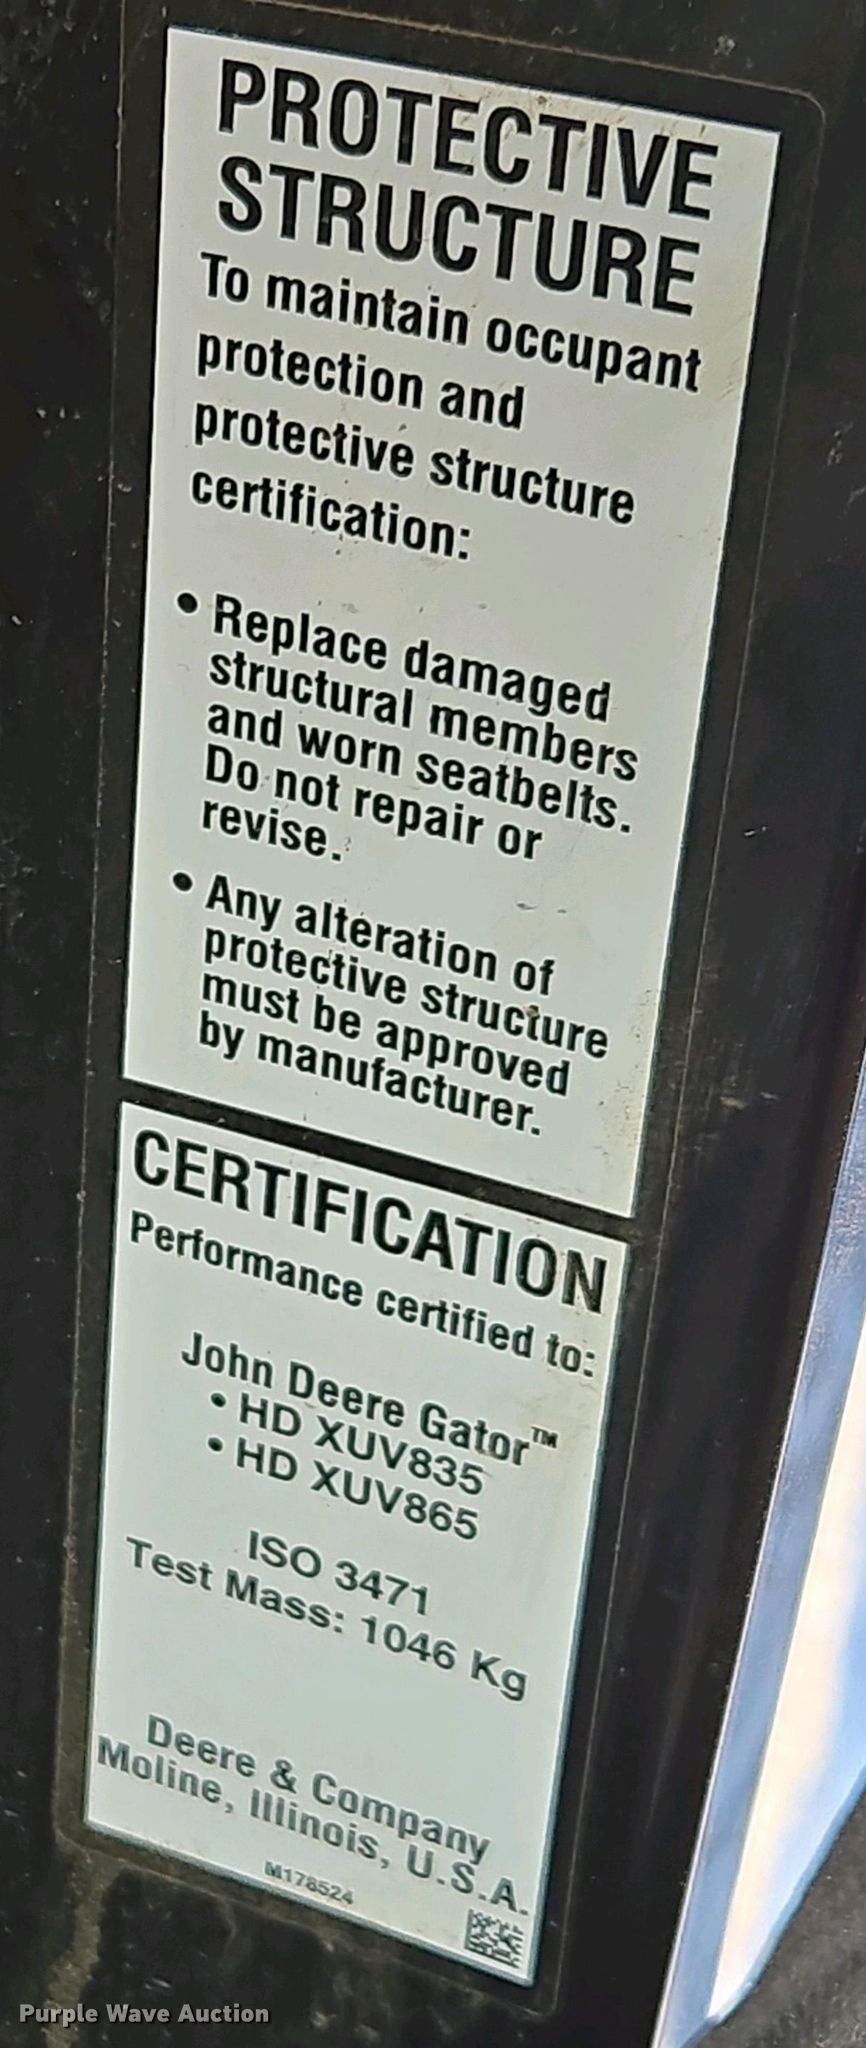 PROTECTIVE
STRUCTURE
To maintain occupant
protection and
protective structure
certification:
• Replace damaged
structural members
and worn seatbelts.
Do not repair or
revise.
• Any alteration of
protective structure
must be approved
by manufacturer.
CERTIFICATION
Performance certified to:
John Deere Gator™
• HD XUV835
• HD XUV865
ISO 3471
Test Mass: 1046 Kg
Deere & Company
Moline, Illinois, U.S.A.
M178524
Purple Wave Auction